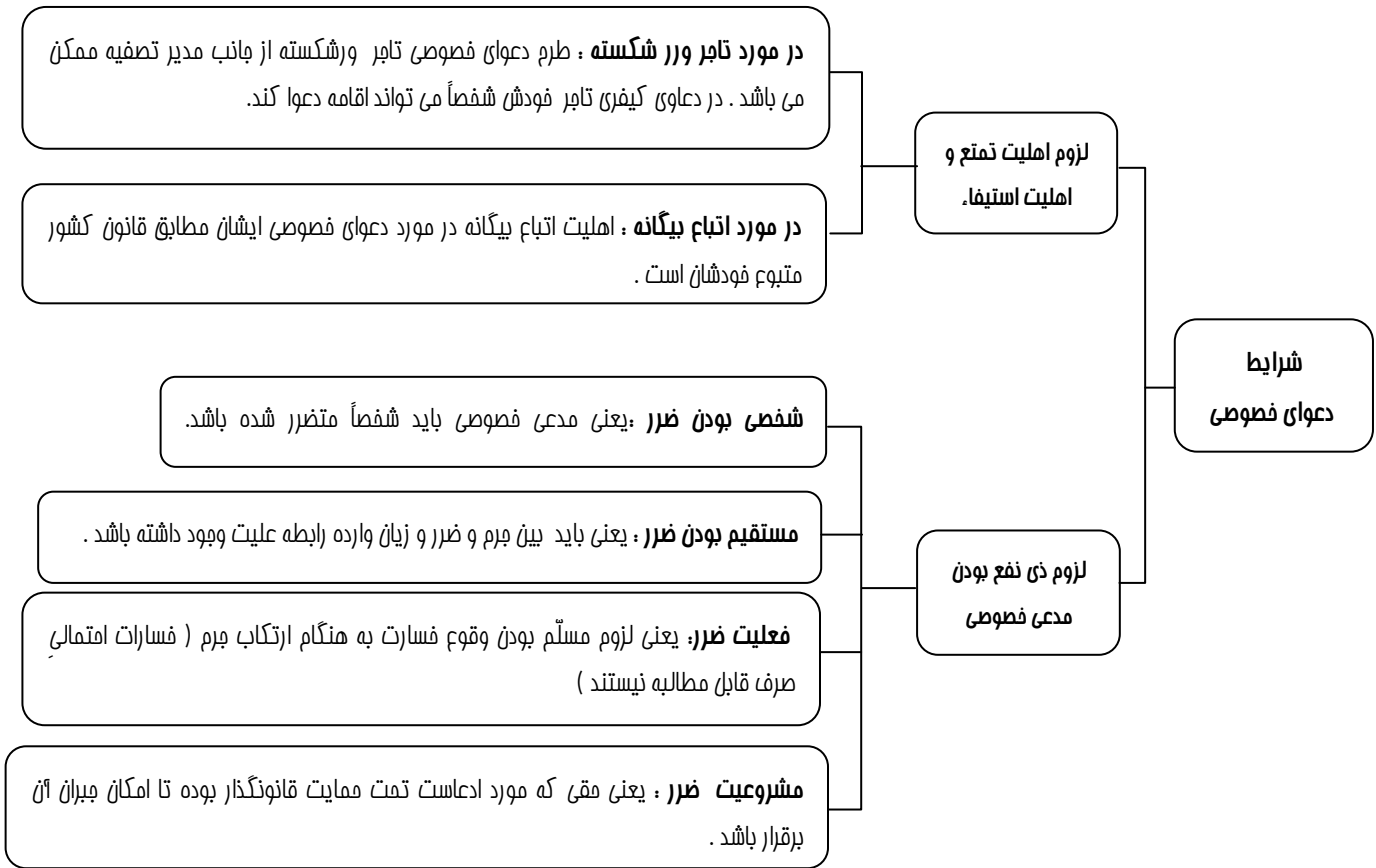 شرایط
دعوای خصوصی
لزوم اهلیت تمتع و
اهلیت استیفاء
در مورد تاجر ورر شکسته : طرح دعوای خصوصی تاجر ورشکسته از جانب مدیر تصفیه ممکن
می باشد . در دعاوی کیفری تاجر خودش شخصاً می تواند اقامه دعوا کند.
در مورد اتباع بیگانه : اهلیت اتباع بیگانه در مورد دعوای خصوصی ایشان مطابق قانون کشور
متبوع خودشان است .
لزوم ذی نفع بودن
مدعی خصوصی
شخصی بودن ضرر :یعنی مدعی خصوصی باید شخصاً متضرر شده باشد.
مستقیم بودن ضرر : یعنی باید بین جرم و ضرر و زیان وارده رابطه علیت وجود داشته باشد .
فعلیت ضرر: یعنی لزوم مسلّم بودن وقوع خسارت به هنگام ارتکاب جرم ( خسارات احتمالیِ
صرف قابل مطالبه نیستند )
مشروعیت ضرر : یعنی حقی که مورد ادعاست تحت حمایت قانونگذار بوده تا امکان جبران آن
برقرار باشد .